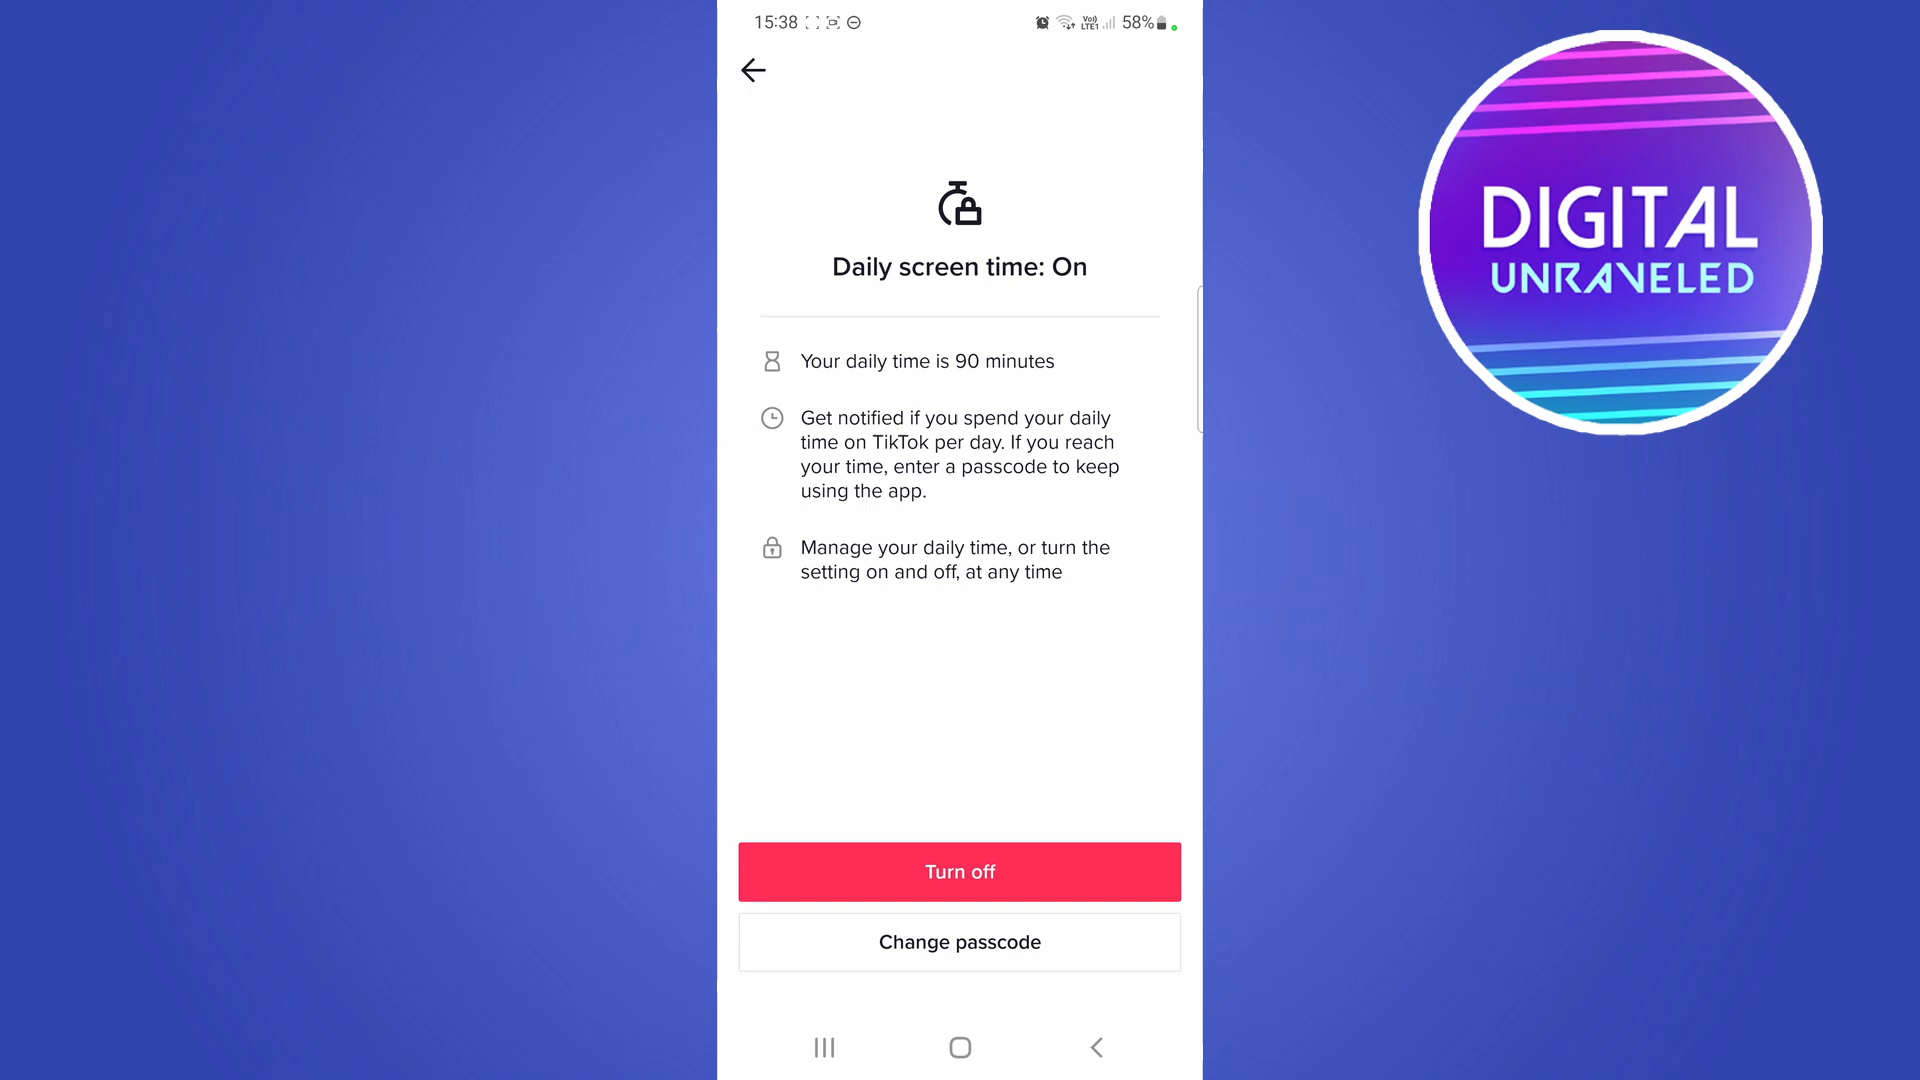 15:38
Vo)) LTE1 58%
DIGITAL
UNRAVELED
Daily screen time: On
Your daily time is 90 minutes
Get notified if you spend your daily
time on TikTok per day. If you reach
your time, enter a passcode to keep
using the app.
Manage your daily time, or turn the
setting on and off, at any time
Turn off
Change passcode